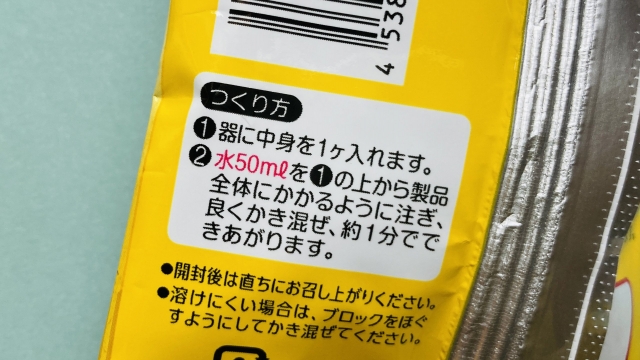 4 538
つくり方
❶器に中身を1ヶ入れます。
❷水50mlを❶の上から製品
全体にかかるように注ぎ、
良くかき混ぜ、約1分でで
きあがります。
●開封後は直ちにお召し上がりください。
●溶けにくい場合は、ブロックをほぐ
すようにしてかき混ぜてください。